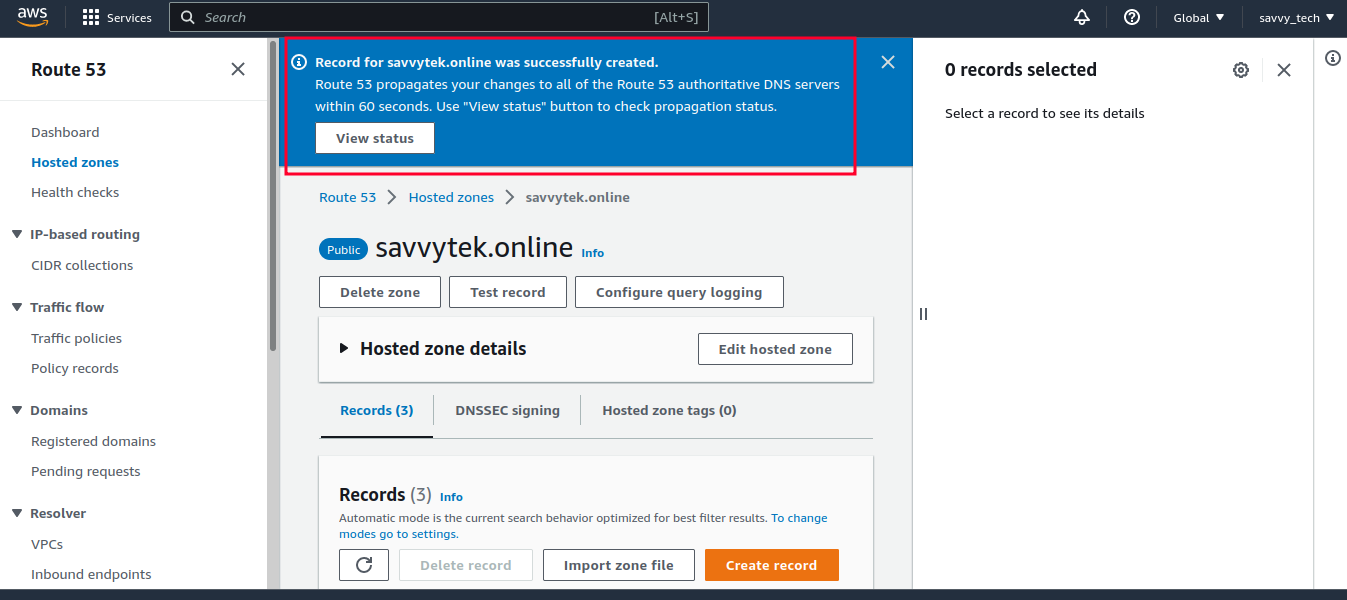 aws
Services
Search
[Alt+S]
Global
savvy_tech
Route 53
Dashboard
Hosted zones
Health checks
IP-based routing
CIDR collections
Traffic flow
Traffic policies
Policy records
Domains
Registered domains
Pending requests
Resolver
VPCs
Inbound endpoints
Record for savvytek.online was successfully created.
Route 53 propagates your changes to all of the Route 53 authoritative DNS servers
within 60 seconds. Use "View status" button to check propagation status.
View status
Route 53 > Hosted zones > savvytek.online
Public savvytek.online Info
Delete zone
Test record
Configure query logging
Hosted zone details
Edit hosted zone
Records (3)
DNSSEC signing
Hosted zone tags (0)
Records (3) Info
Automatic mode is the current search behavior optimized for best filter results. To change
modes go to settings.
Delete record
Import zone file
Create record
0 records selected
Select a record to see its details